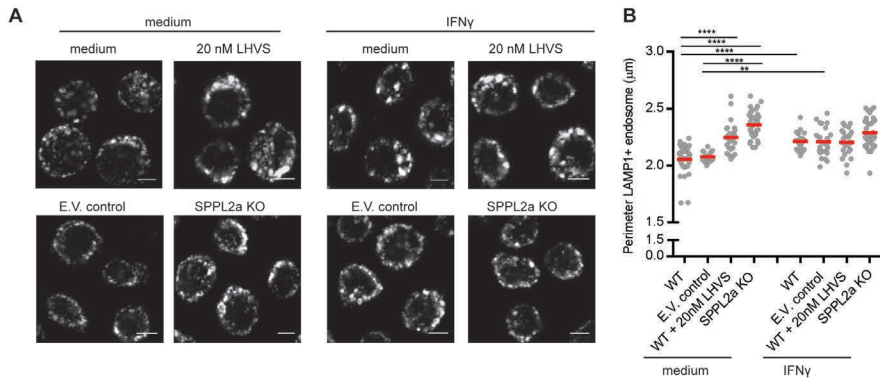 A
medium
IFNγ
medium
20 nM LHVS
medium
20 nM LHVS
E.V. control
SPPL2a KO
E.V. control
SPPL2a KO
B
****
****
****
****
**
3.0
2.5
2.0
1.5
1.0
0.0
Perimeter LAMP1+ endosome (μm)
WT
E.V. control
WT + 20nM LHVS
SPPL2a KO
WT
E.V. control
WT + 20nM LHVS
SPPL2a KO
medium
IFNγ